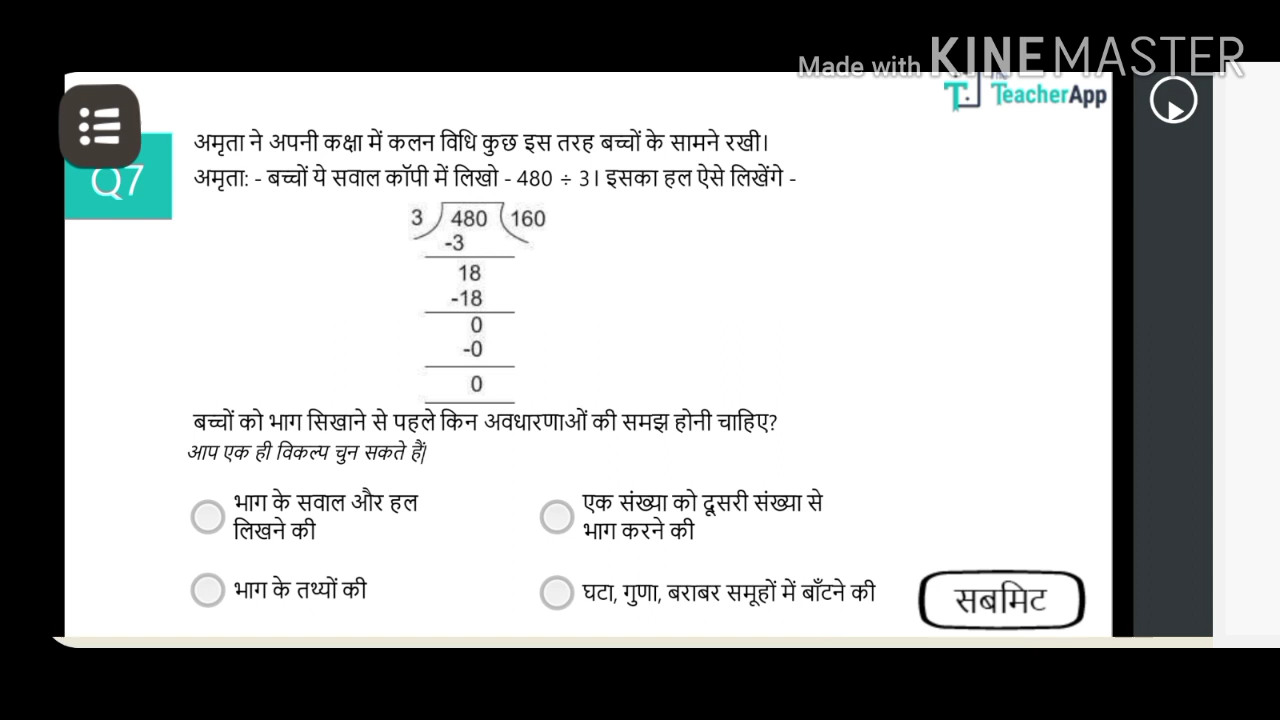 Made with KINEMASTER
The
TeacherApp
Q7
अमृता ने अपनी कक्षा में कलन विधि कुछ इस तरह बच्चों के सामने रखी।
अमृता: - बच्चों ये सवाल कॉपी में लिखो - 480 ÷ 3। इसका हल ऐसे लिखेंगे -
3 480 160
-3
18
-18
0
-0
0
बच्चों को भाग सिखाने से पहले किन अवधारणाओं की समझ होनी चाहिए?
आप एक ही विकल्प चुन सकते हैं|
भाग के सवाल और हल
लिखने की
एक संख्या को दूसरी संख्या से
भाग करने की
भाग के तथ्यों की
घटा, गुणा, बराबर समूहों में बाँटने की
सबमिट